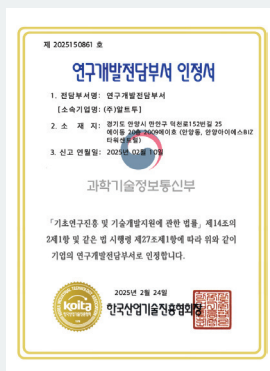 제 2025150861 호
연구개발전담부서 인정서
1. 전담부서명: 연구개발전담부서
[소속기업명: (주)알트투]
2. 소 재 지: 경기도 안양시 만안구 덕천로152번길 25
에이동 20층 2009에이호 (안양동, 안양아이에스BIZ
타워센트럴)
3. 신고 연월일: 2025년 02월 10일
과학기술정보통신부
「기초연구진흥 및 기술개발지원에 관한 법률」 제14조의
2제1항 및 같은 법 시행령 제27조제1항에 따라 위와 같이
기업의 연구개발전담부서로 인정합니다.
2025년 2월 24일
koita
한국산업기술진흥협회장